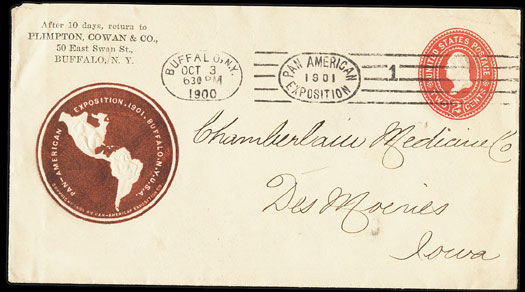 After 10 days, return to
PLIMPTON, COWAN & CO.,
50 East Swan St.,
BUFFALO, N. Y.
BUFFALO, N.Y.
OCT 3
630 PM
1900
PAN AMERICAN
1901
EXPOSITION
1
UNITED STATES POSTAGE
2 CENTS
PAN-AMERICAN EXPOSITION, 1901, BUFFALO, N.Y., U.S.A.
Chamberlain Medicine Co
Des Moines
Iowa